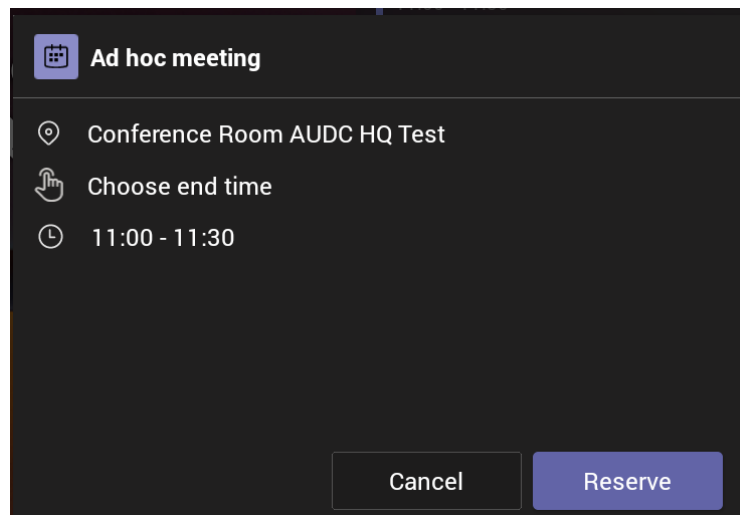 Ad hoc meeting
Conference Room AUDC HQ Test
Choose end time
11:00 - 11:30
Cancel
Reserve